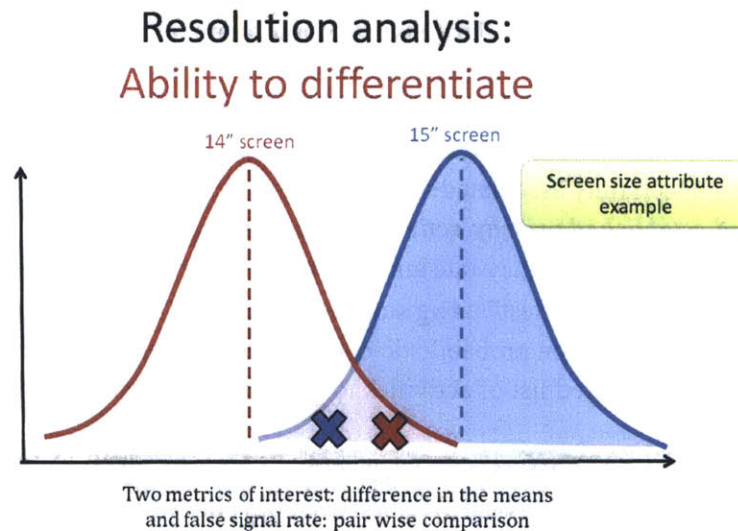 Resolution analysis:
Ability to differentiate
14” screen
15” screen
Screen size attribute
example
Two metrics of interest: difference in the means
and false signal rate: pair wise comparison